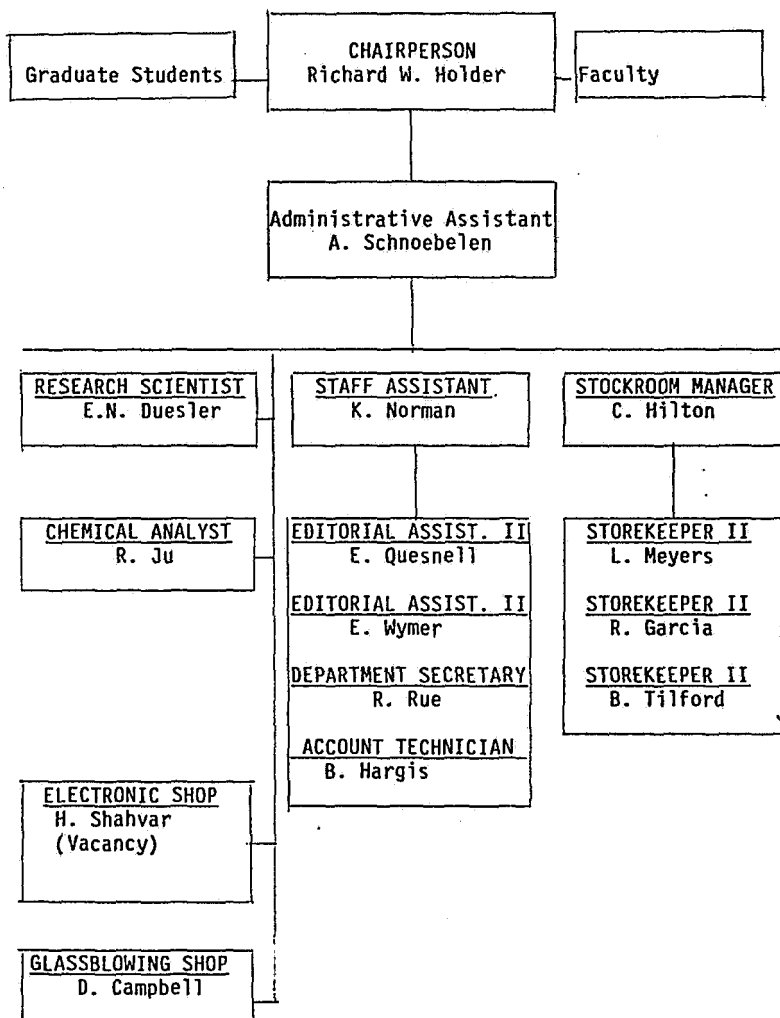 Graduate Students
CHAIRPERSON
Richard W. Holder
Faculty
Administrative Assistant
A. Schnoebelen
RESEARCH SCIENTIST
E.N. Duesler
STAFF ASSISTANT.
K. Norman
STOCKROOM MANAGER
C. Hilton
CHEMICAL ANALYST
R. Ju
EDITORIAL ASSIST. II
E. Quesnell
EDITORIAL ASSIST. II
E. Wymer
DEPARTMENT SECRETARY
R. Rue
ACCOUNT TECHNICIAN
B. Hargis
STOREKEEPER II
L. Meyers
STOREKEEPER II
R. Garcia
STOREKEEPER II
B. Tilford
ELECTRONIC SHOP
H. Shahvar
(Vacancy)
GLASSBLOWING SHOP
D. Campbell